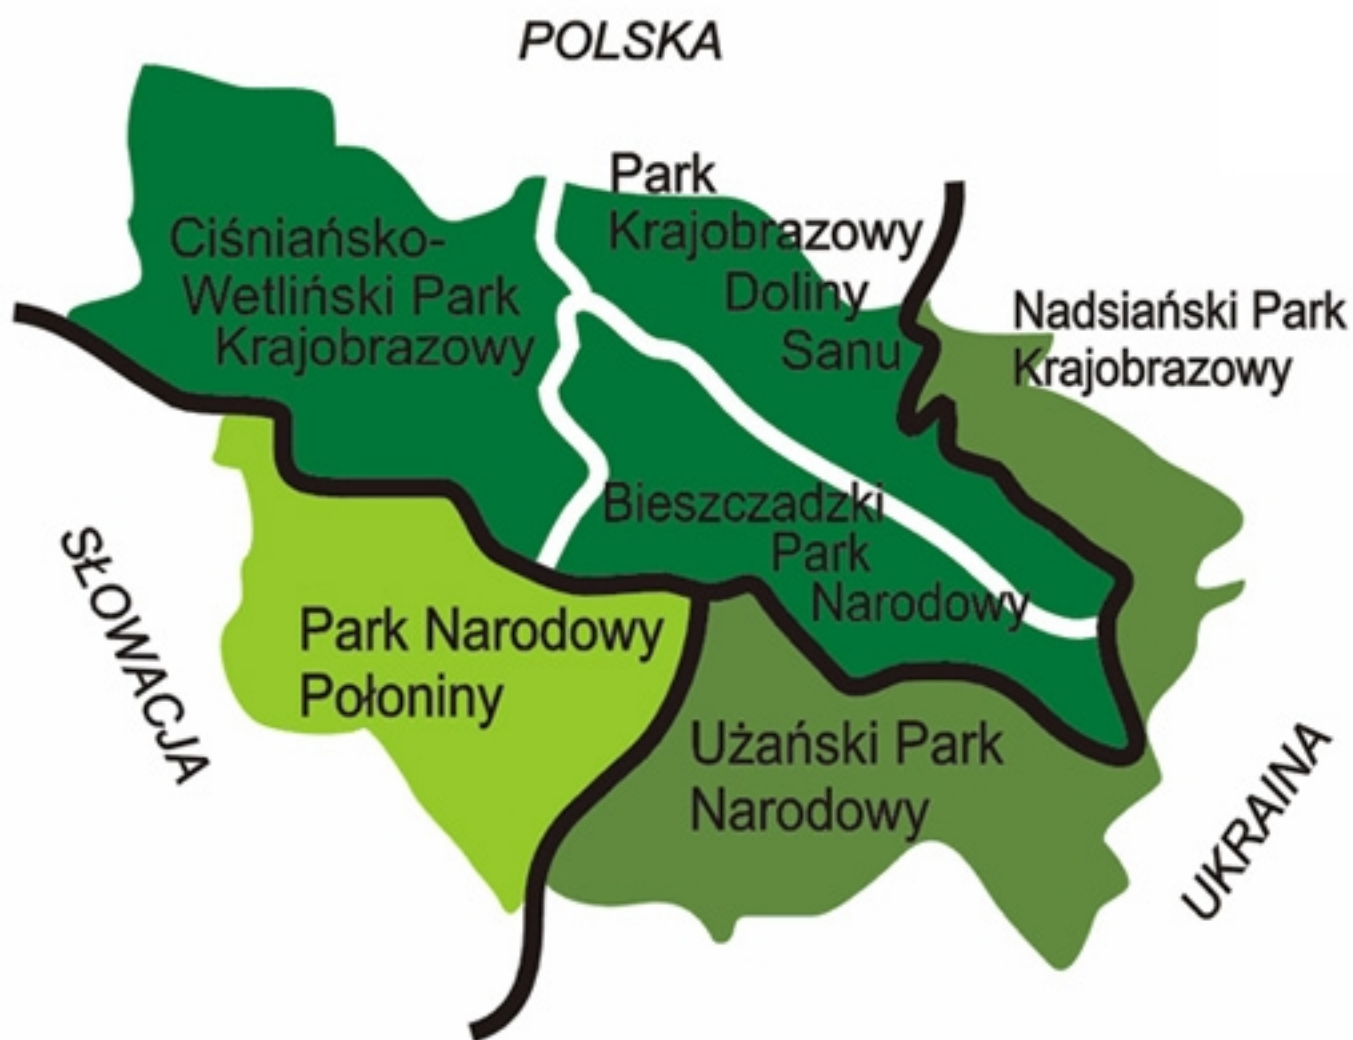 POLSKA
Park
Krajobrazowy
Doliny
Sanu
Ciśniańsko-
Wetliński Park
Krajobrazowy
Nadsiański Park
Krajobrazowy
Bieszczadzki
Park
Narodowy
SŁOWACJA
Park Narodowy
Połoniny
Użański Park
Narodowy
UKRAINA